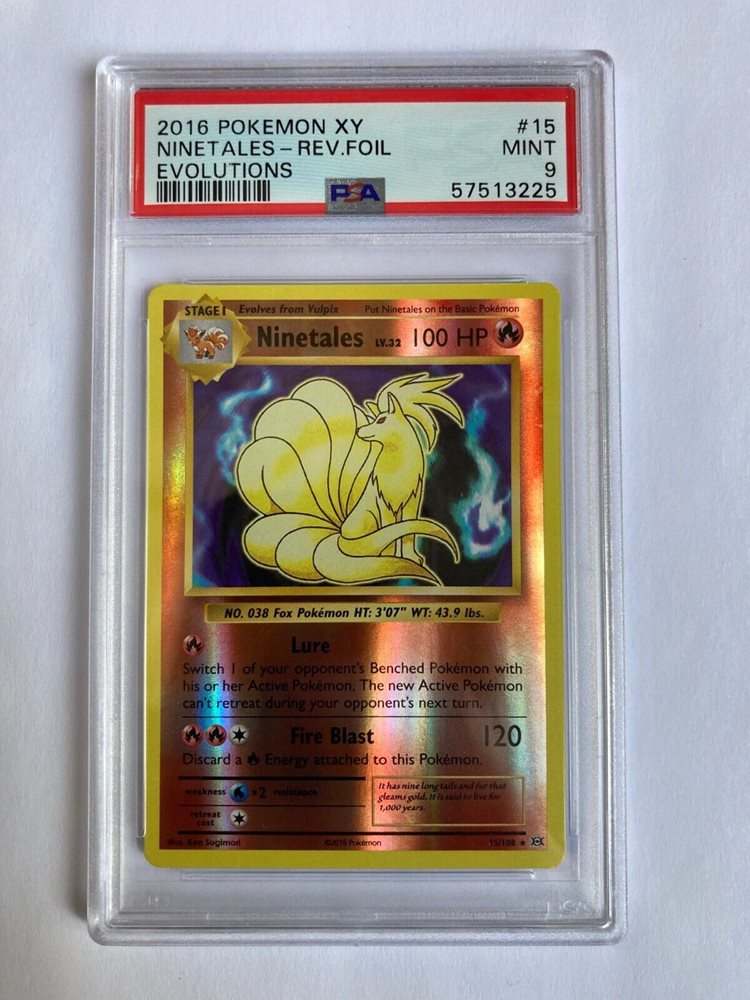 2016 POKEMON XY #15
NINETALES – REV.FOIL MINT
EVOLUTIONS 9
PSA 57513225
STAGE 1 Evolves from Vulpix Put Ninetales on the Basic Pokémon
Ninetales LV.32 100 HP
NO. 038 Fox Pokémon HT: 3'07" WT: 43.9 lbs.
Lure
Switch 1 of your opponent's Benched Pokémon with
his or her Active Pokémon. The new Active Pokémon
can't retreat during your opponent's next turn.
Fire Blast 120
Discard a Energy attached to this Pokémon.
weakness ×2 resistance
retreat
cost
It has nine long tails and fur that
gleams gold. It is said to live for
1,000 years.
Illus. Ken Sugimori ©2016 Pokémon 15/108